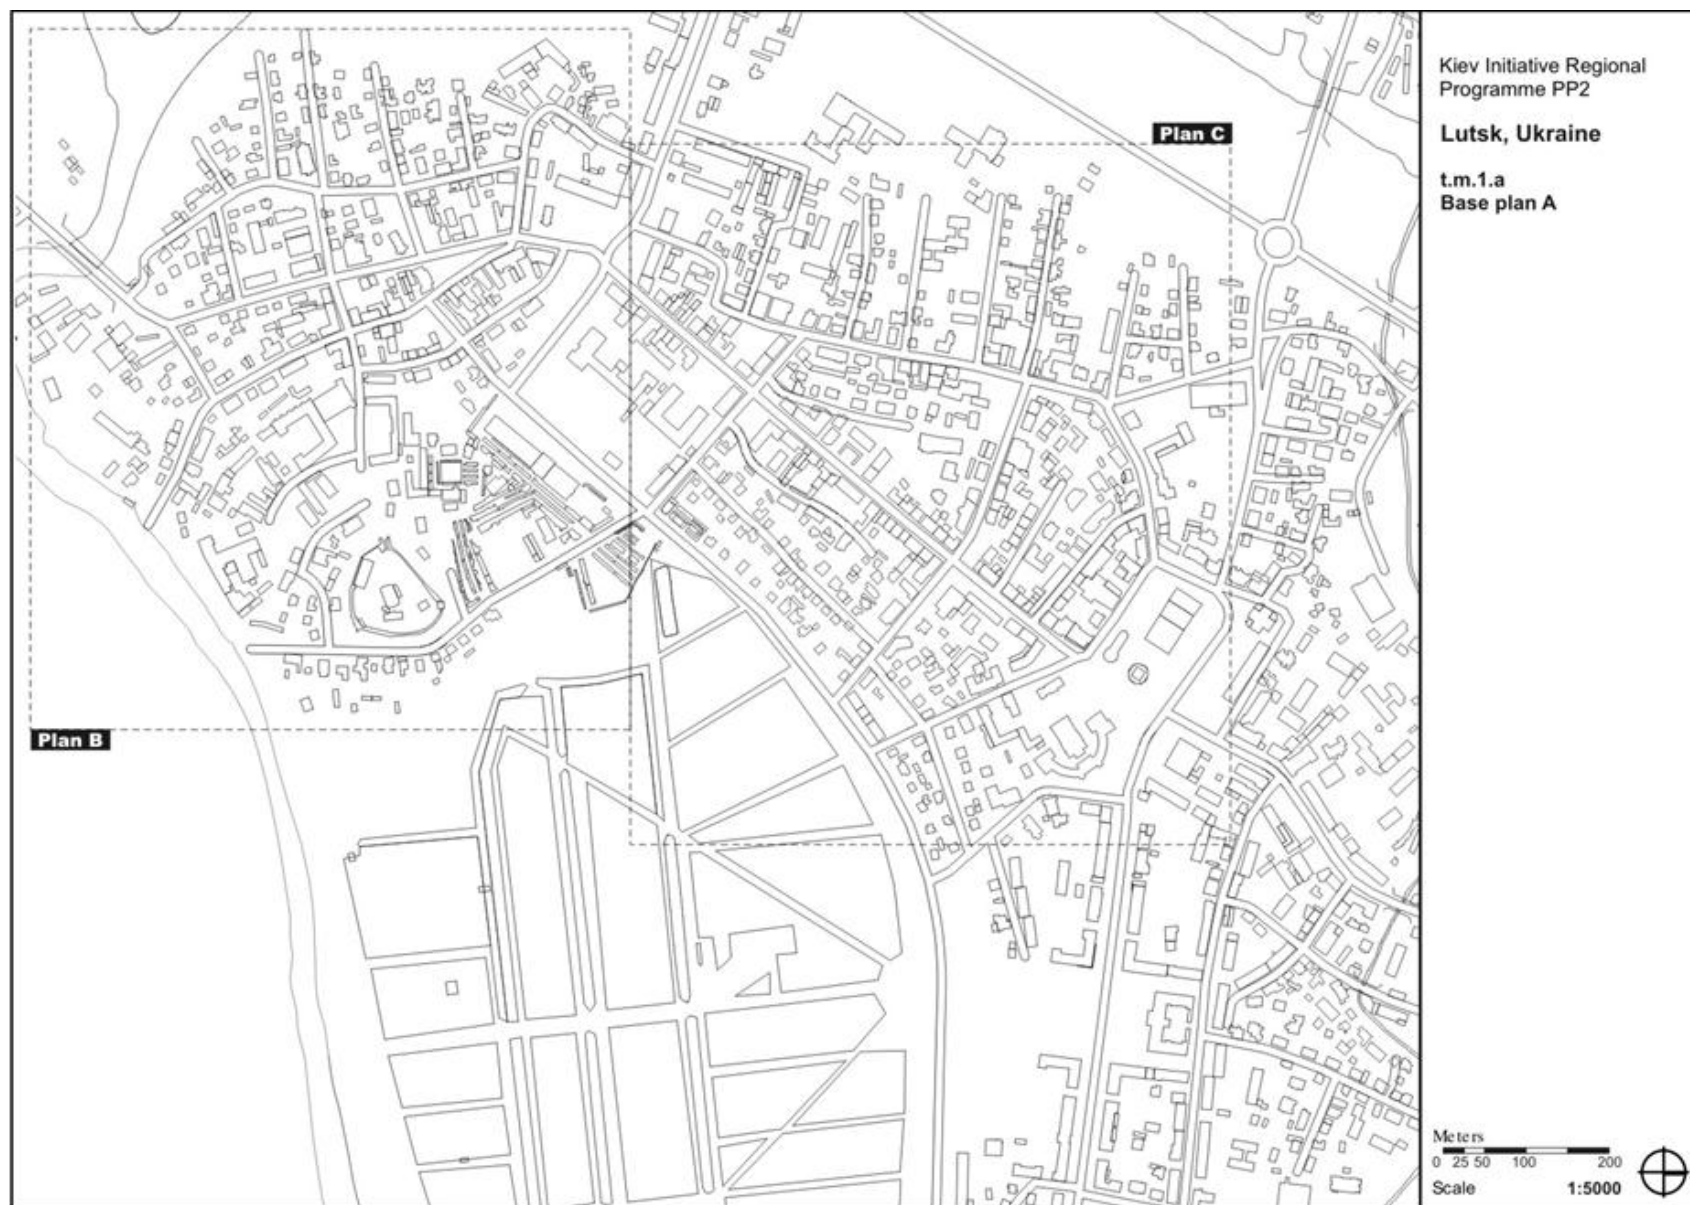 Kiev Initiative Regional
Programme PP2
Lutsk, Ukraine
t.m.1.a
Base plan A
Plan C
Plan B
Meters
0 25 50 100 200
Scale 1:5000